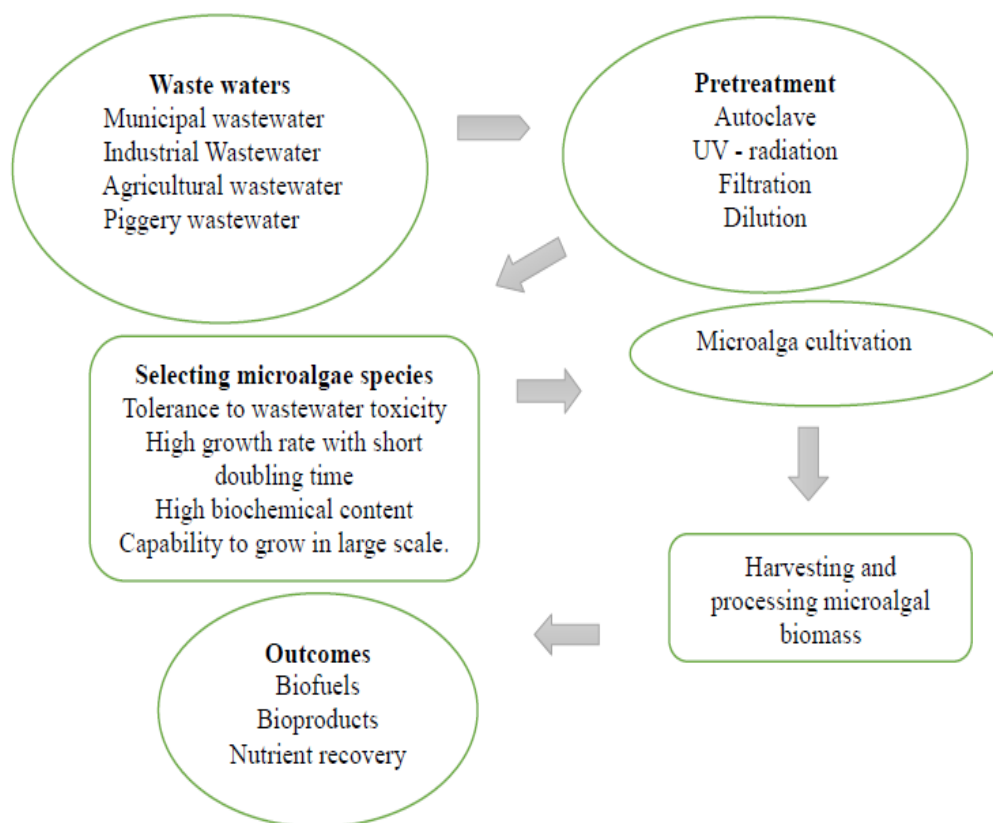 Waste waters
Municipal wastewater
Industrial Wastewater
Agricultural wastewater
Piggery wastewater
Pretreatment
Autoclave
UV - radiation
Filtration
Dilution
Selecting microalgae species
Tolerance to wastewater toxicity
High growth rate with short
doubling time
High biochemical content
Capability to grow in large scale.
Microalga cultivation
Harvesting and
processing microalgal
biomass
Outcomes
Biofuels
Bioproducts
Nutrient recovery